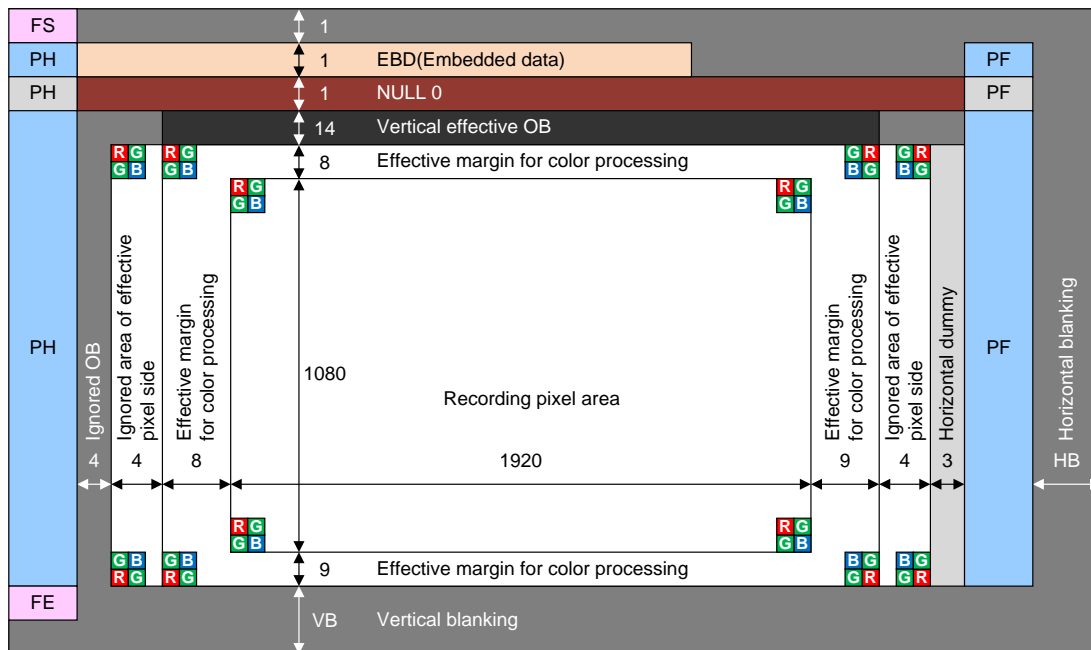 FS
1
PH
1
EBD(Embedded data)
PF
PH
1
NULL 0
PF
14
Vertical effective OB
R G
G B
R G
G B
8
Effective margin for color processing
G R
B G
G R
B G
R G
G B
R G
G B
PH
Ignored OB
4
Ignored area of effective
pixel side
4
Effective margin
for color processing
8
1080
Recording pixel area
1920
Effective margin
for color processing
9
Ignored area of effective
pixel side
4
Horizontal dummy
3
PF
Horizontal blanking
HB
R G
G B
R G
G B
G B
R G
G B
R G
9
Effective margin for color processing
B G
G R
B G
G R
FE
VB
Vertical blanking